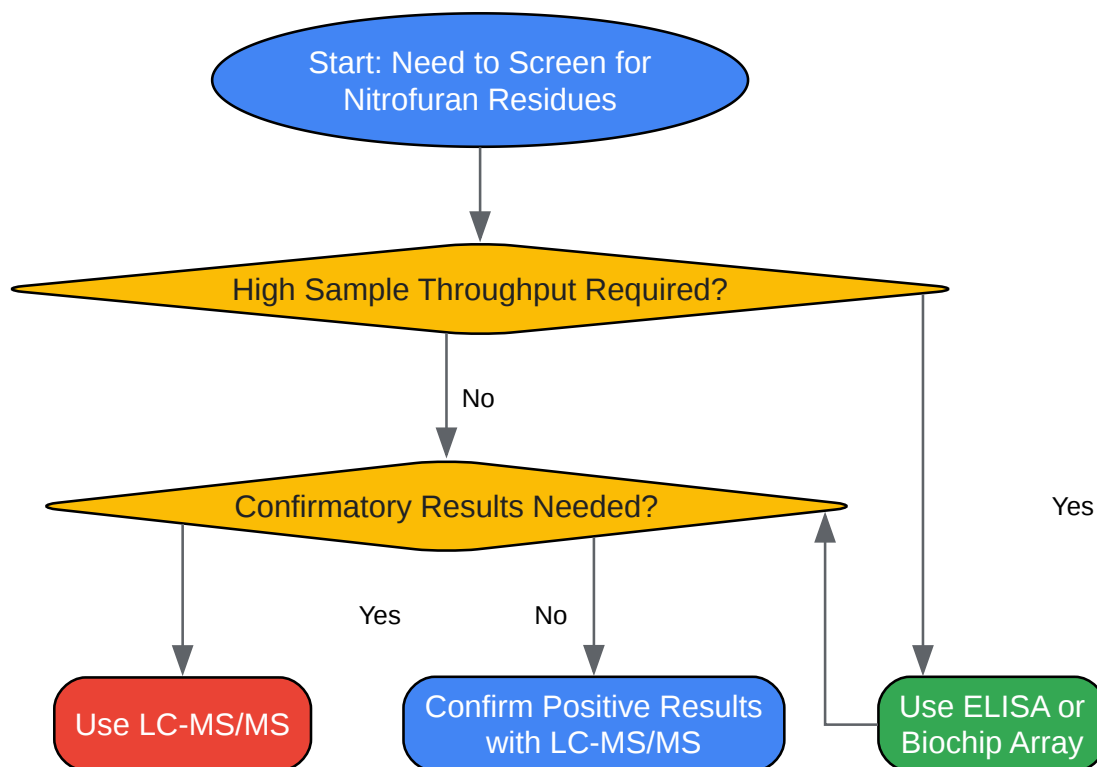 Start: Need to Screen for
Nitrofuran Residues
High Sample Throughput Required?
No
Confirmatory Results Needed?
Yes
Yes
No
Use LC-MS/MS
Confirm Positive Results
with LC-MS/MS
Use ELISA or
Biochip Array